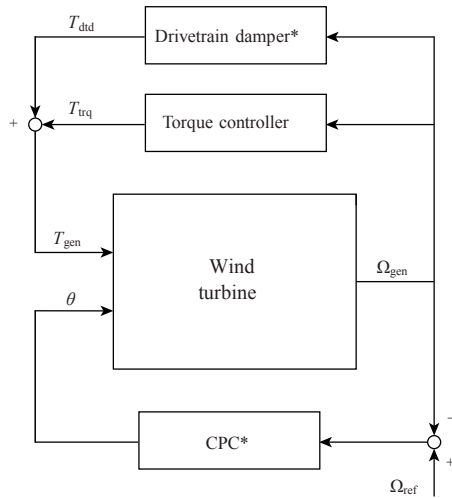 T_dtd
Drivetrain damper*
+
T_trq
Torque controller
T_gen
Wind
turbine
Ω_gen
θ
CPC*
−
+
Ω_ref